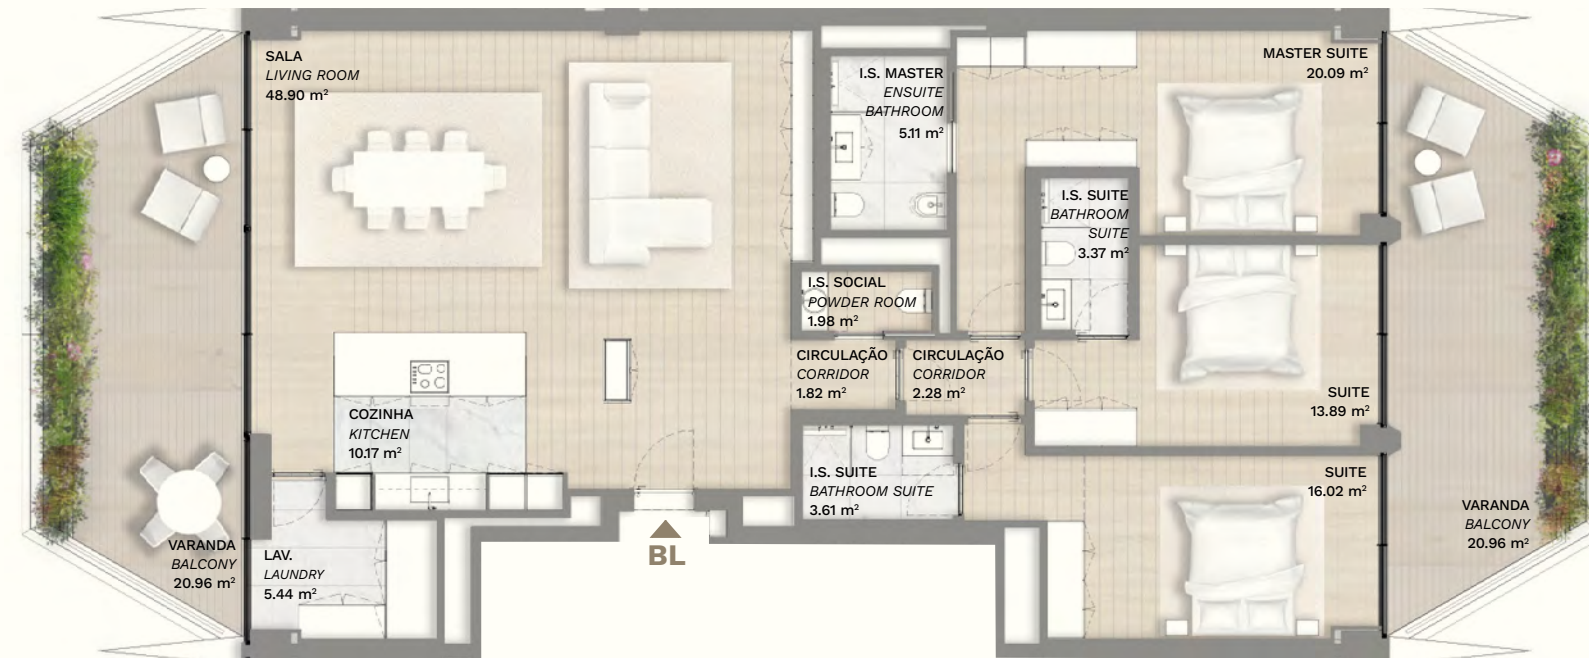 SALA
LIVING ROOM
48.90 m²
I.S. MASTER
ENSUITE
BATHROOM
5.11 m²
MASTER SUITE
20.09 m²
I.S. SUITE
BATHROOM
SUITE
3.37 m²
I.S. SOCIAL
POWDER ROOM
1.98 m²
CIRCULAÇÃO
CORRIDOR
1.82 m²
CIRCULAÇÃO
CORRIDOR
2.28 m²
SUITE
13.89 m²
COZINHA
KITCHEN
10.17 m²
I.S. SUITE
BATHROOM SUITE
3.61 m²
SUITE
16.02 m²
VARANDA
BALCONY
20.96 m²
LAV.
LAUNDRY
5.44 m²
BL
VARANDA
BALCONY
20.96 m²